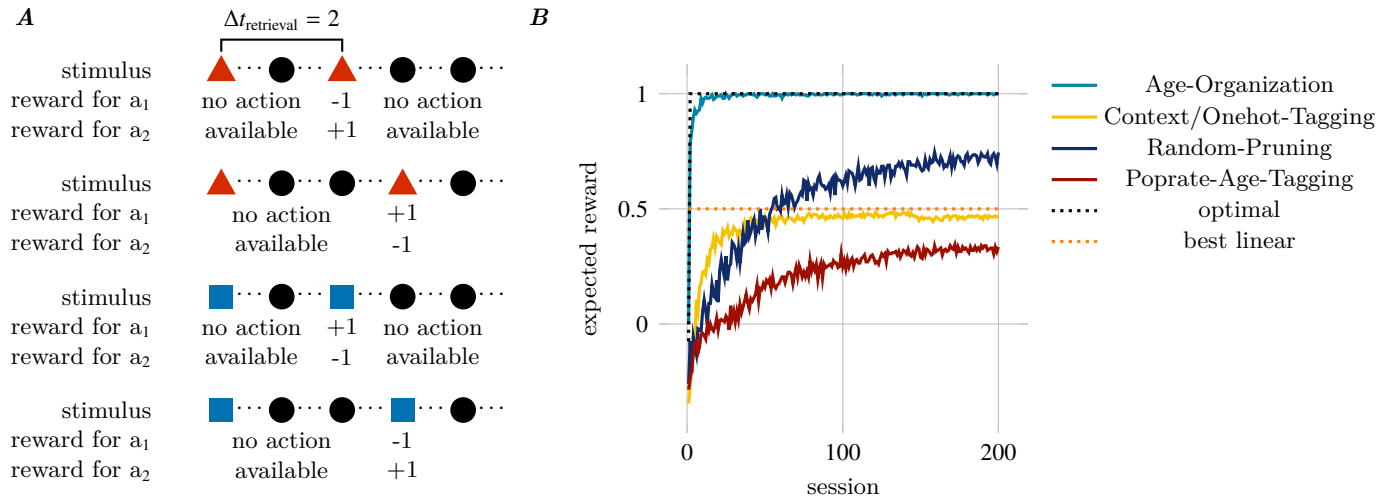 A
Δt retrieval = 2
stimulus
reward for a1 no action -1 no action
reward for a2 available +1 available
stimulus
reward for a1 no action +1
reward for a2 available -1
stimulus
reward for a1 no action +1 no action
reward for a2 available -1 available
stimulus
reward for a1 no action -1
reward for a2 available +1
B
expected reward
1
0.5
0
0 100 200
session
Age-Organization
Context/Onehot-Tagging
Random-Pruning
Poprate-Age-Tagging
optimal
best linear